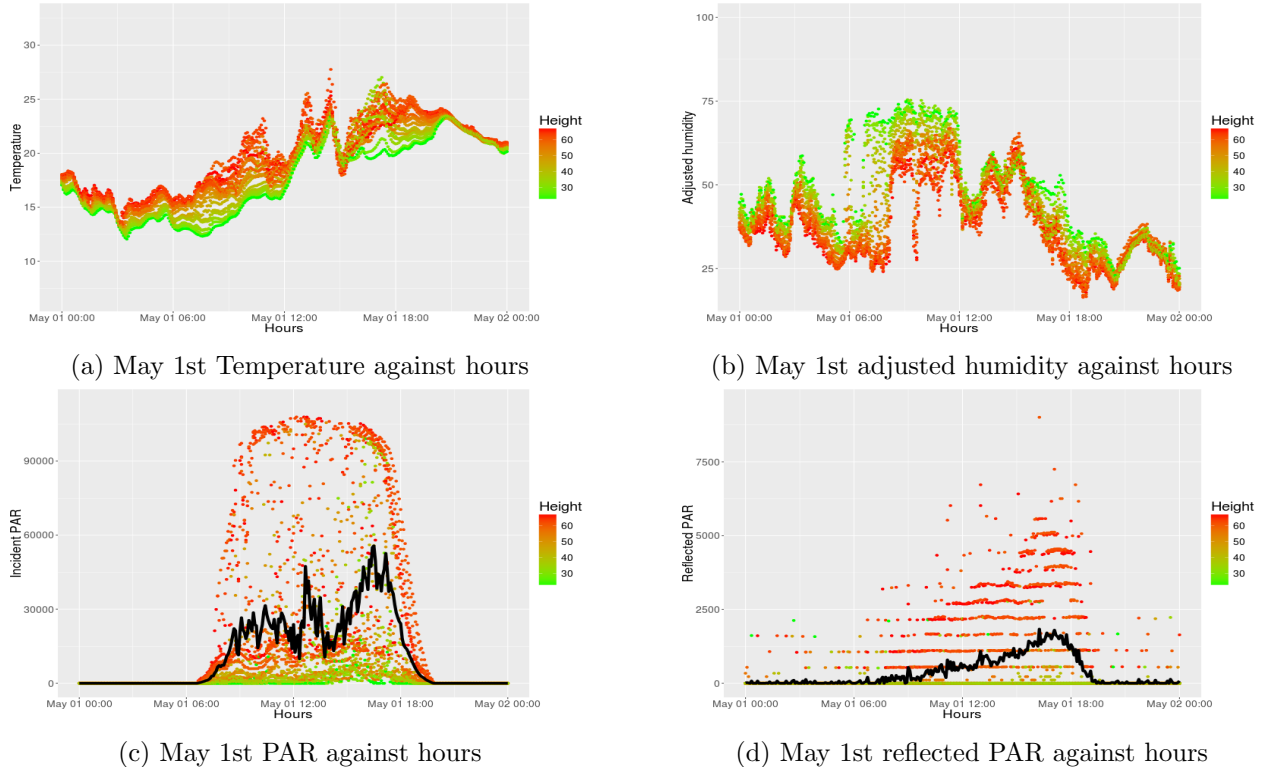 30
25
20
15
10
Temperature
May 01 00:00
May 01 06:00
May 01 12:00
May 01 18:00
May 02 00:00
Hours
Height
60
50
40
30
(a) May 1st Temperature against hours
100
75
50
25
Adjusted humidity
May 01 00:00
May 01 06:00
May 01 12:00
May 01 18:00
May 02 00:00
Hours
Height
60
50
40
30
(b) May 1st adjusted humidity against hours
90000
60000
30000
0
Incident PAR
May 01 00:00
May 01 06:00
May 01 12:00
May 01 18:00
May 02 00:00
Hours
Height
60
50
40
30
(c) May 1st PAR against hours
7500
5000
2500
0
Reflected PAR
May 01 00:00
May 01 06:00
May 01 12:00
May 01 18:00
May 02 00:00
Hours
Height
60
50
40
30
(d) May 1st reflected PAR against hours